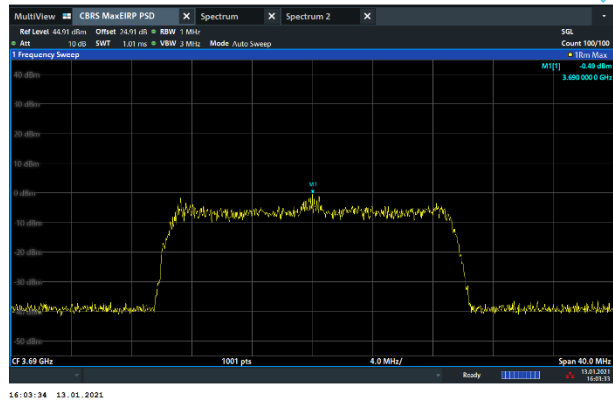 MultiView CBRS MaxEIRP PSD X Spectrum X Spectrum 2 X
Ref Level 44.91 dBm Offset 24.91 dB RBW 1 MHz SGL
Att 10 dB SWT 1.01 ms VBW 3 MHz Mode Auto Sweep Count 100/100
1 Frequency Sweep 1Rm Max
M1[1] -0.49 dBm
3.690 000 0 GHz
40 dBm
30 dBm
20 dBm
10 dBm
M1
0 dBm
-10 dBm
-20 dBm
-30 dBm
-50 dBm
CF 3.69 GHz 1001 pts 4.0 MHz/ Span 40.0 MHz
Ready 13.01.2021
16:03:33
16:03:34 13.01.2021